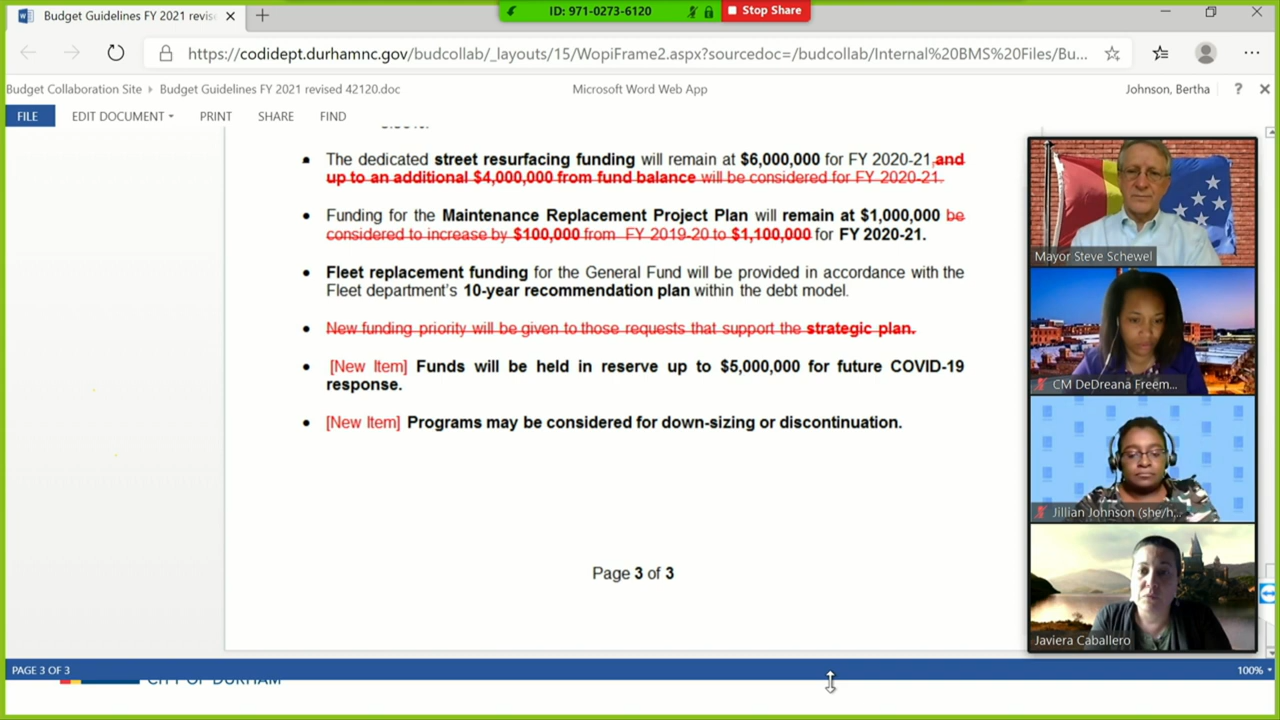 Budget Guidelines FY 2021 revise
ID: 971-0273-6120
Stop Share
https://codidept.durhamnc.gov/budcollab/_layouts/15/WopiFrame2.aspx?sourcedoc=/budcollab/Internal%20BMS%20Files/Bu...
Budget Collaboration Site
Budget Guidelines FY 2021 revised 42120.doc
Microsoft Word Web App
Johnson, Bertha
?
FILE
EDIT DOCUMENT
PRINT
SHARE
FIND
• The dedicated street resurfacing funding will remain at $6,000,000 for FY 2020-21, and
up to an additional $4,000,000 from fund balance will be considered for FY 2020-21.
• Funding for the Maintenance Replacement Project Plan will remain at $1,000,000 be
considered to increase by $100,000 from FY 2019-20 to $1,100,000 for FY 2020-21.
• Fleet replacement funding for the General Fund will be provided in accordance with the
Fleet department's 10-year recommendation plan within the debt model.
• New funding priority will be given to those requests that support the strategic plan.
• [New Item] Funds will be held in reserve up to $5,000,000 for future COVID-19
response.
• [New Item] Programs may be considered for down-sizing or discontinuation.
Page 3 of 3
Mayor Steve Schewel
CM DeDreana Freem...
Jillian Johnson (she/h...
Javiera Caballero
PAGE 3 OF 3
100%
CITY OF DURHAM